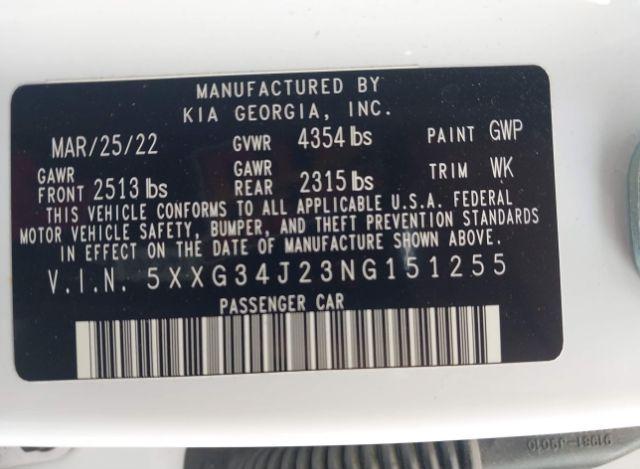 MANUFACTURED BY
KIA GEORGIA, INC.
MAR/25/22 GVWR 4354 lbs PAINT GWP
GAWR FRONT 2513 lbs GAWR REAR 2315 lbs TRIM WK
THIS VEHICLE CONFORMS TO ALL APPLICABLE U.S.A. FEDERAL
MOTOR VEHICLE SAFETY, BUMPER, AND THEFT PREVENTION STANDARDS
IN EFFECT ON THE DATE OF MANUFACTURE SHOWN ABOVE.
V.I.N. 5XXG34J23NG151255
PASSENGER CAR